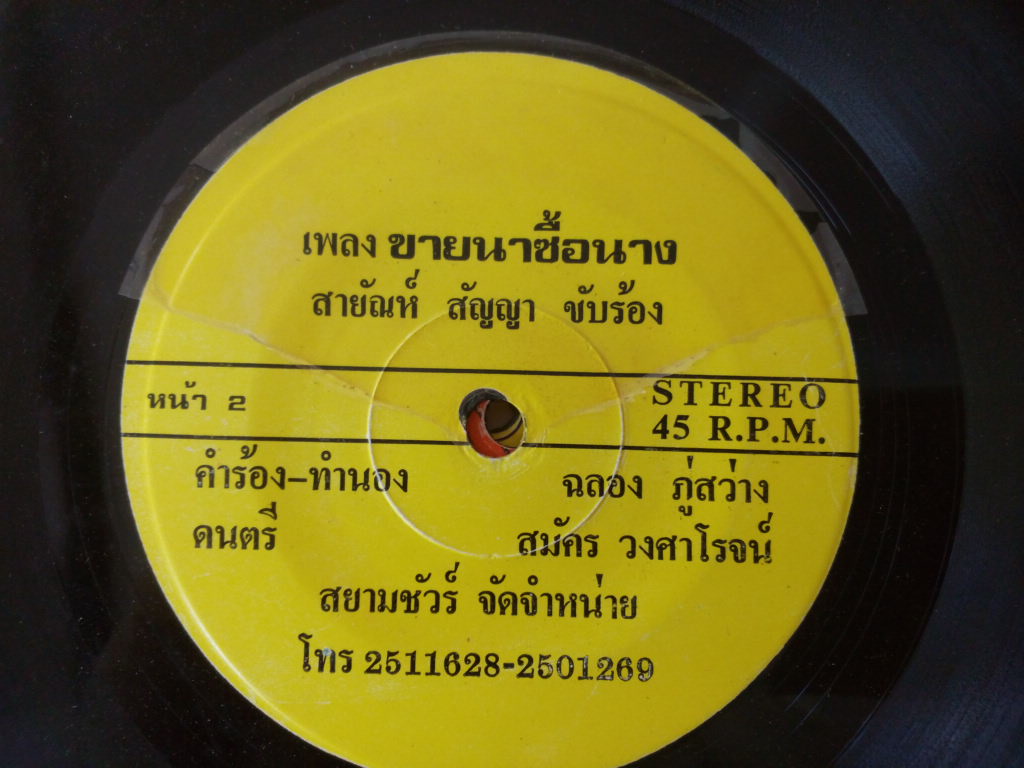 เพลง ขายนาซื้อนาง
สายัณห์ สัญญา ขับร้อง
หน้า 2
STEREO
45 R.P.M.
คำร้อง-ทำนอง ฉลอง ภู่สว่าง
ดนตรี สมัคร วงศาโรจน์
สยามชัวร์ จัดจำหน่าย
โทร 2511628-2501269